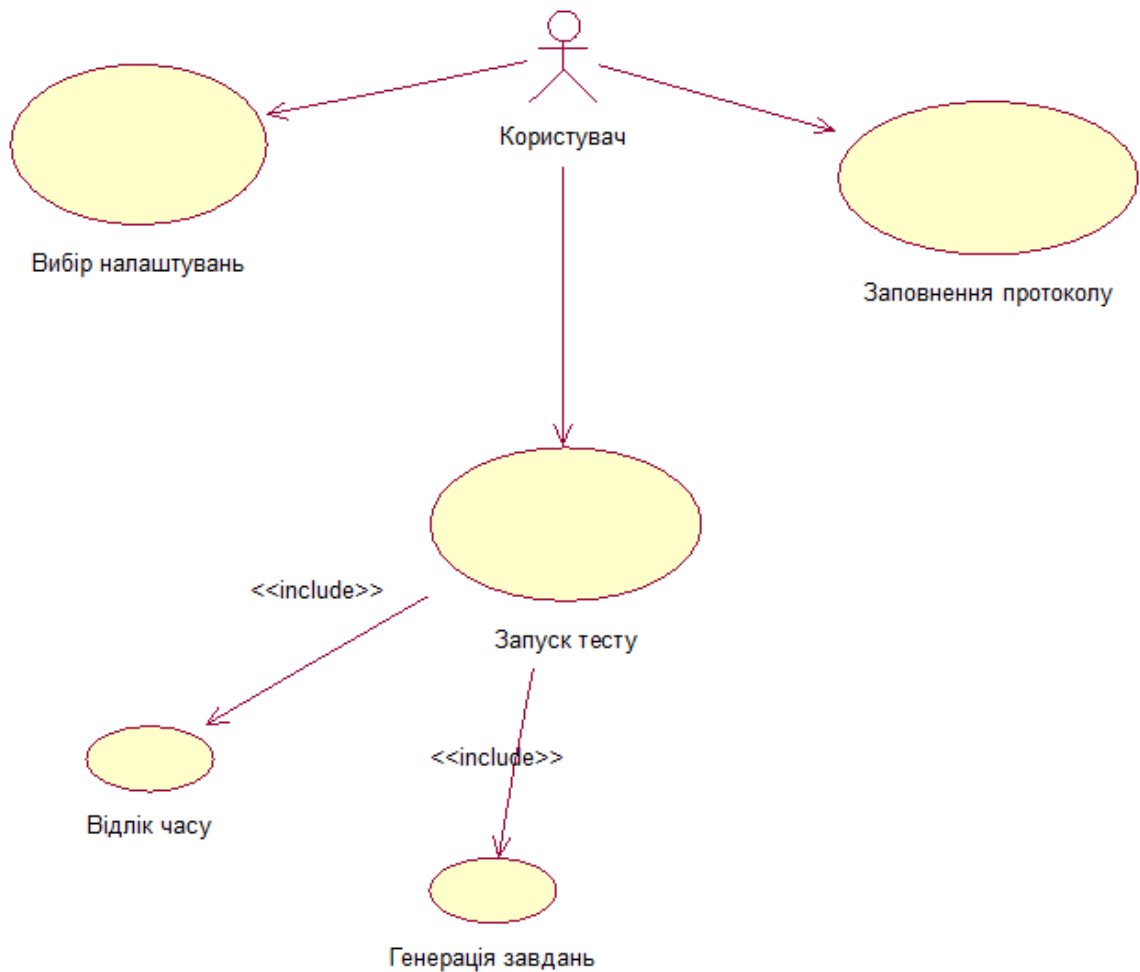 Користувач
Вибір налаштувань
Заповнення протоколу
<<include>>
Запуск тесту
<<include>>
Відлік часу
Генерація завдань